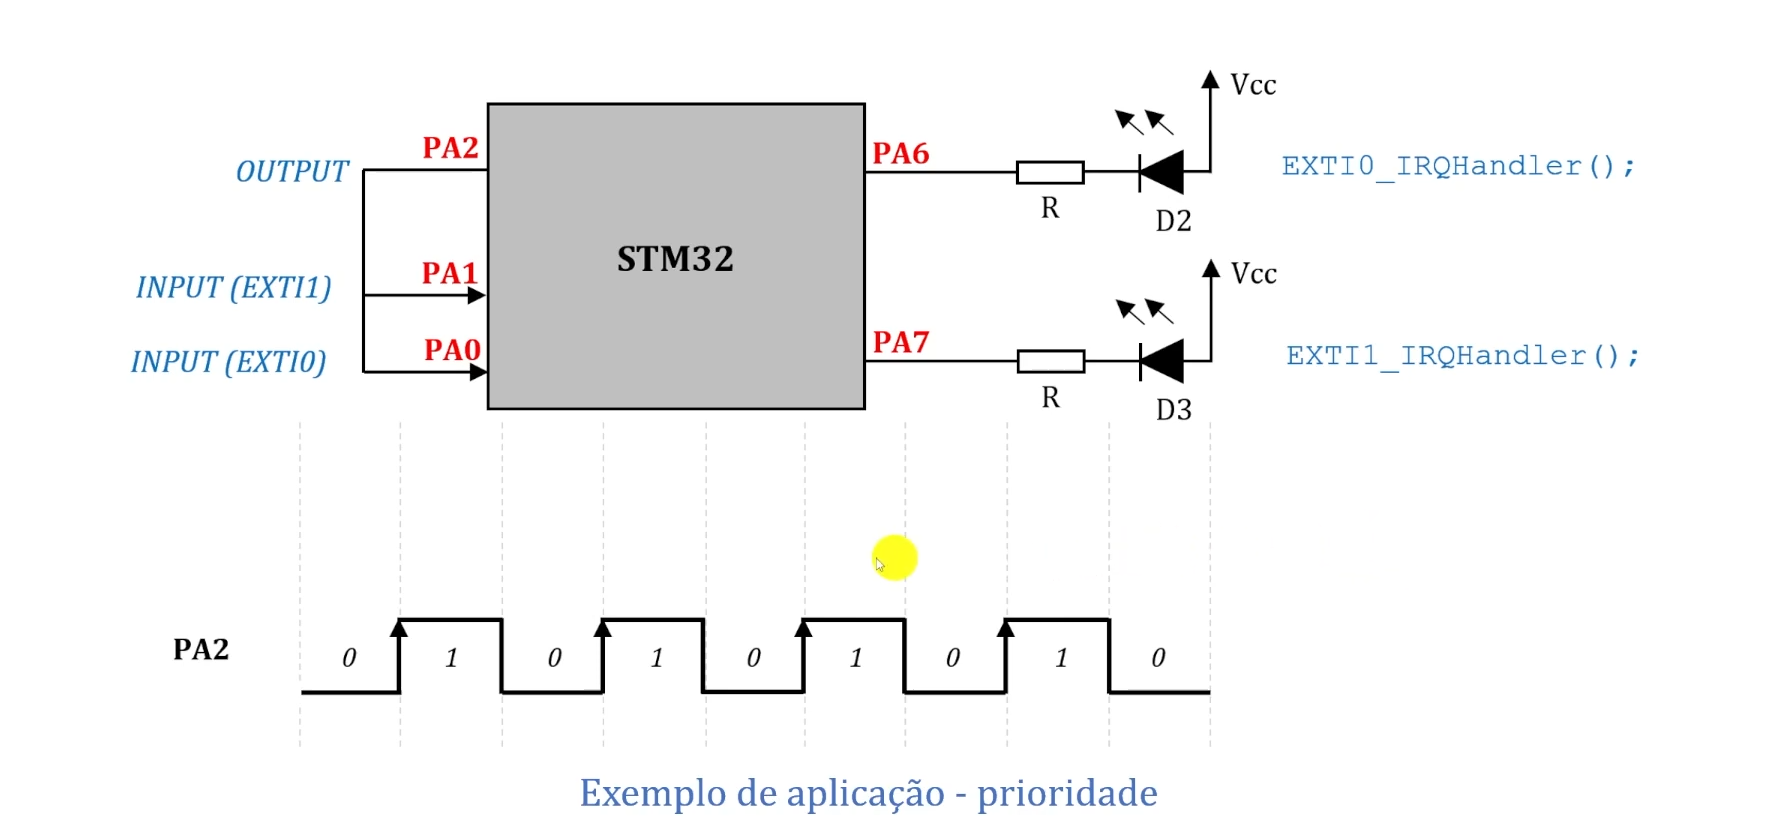 Vcc
PA2
PA6
OUTPUT
EXTI0_IRQHandler();
R
D2
STM32
PA1
Vcc
INPUT (EXTI1)
PA0
PA7
INPUT (EXTI0)
EXTI1_IRQHandler();
R
D3
PA2
0 1 0 1 0 1 0 1 0
Exemplo de aplicação - prioridade